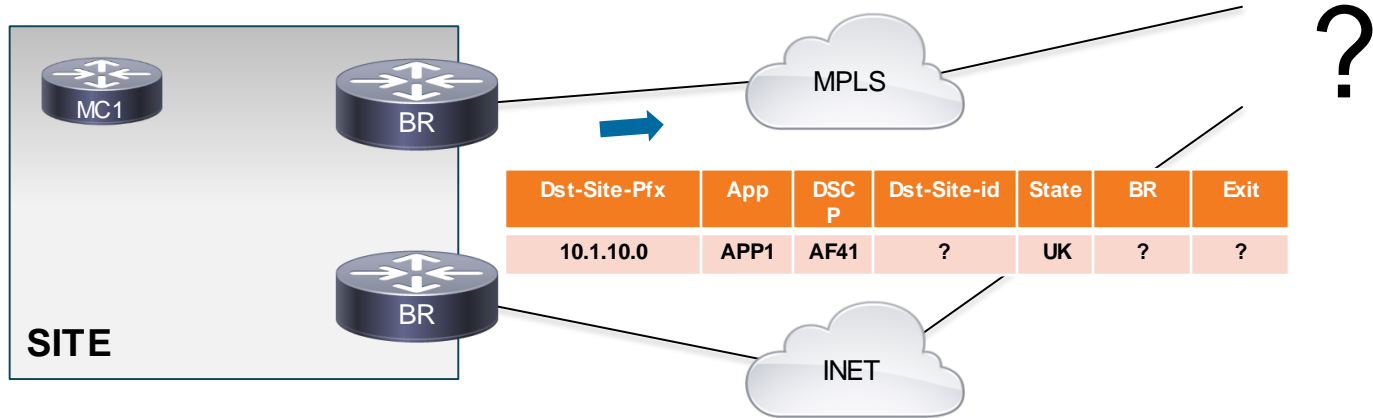 ?
MC1
BR
MPLS
Dst-Site-Pfx App DSC P Dst-Site-id State BR Exit
10.1.10.0 APP1 AF41 ? UK ? ?
BR
SITE
INET